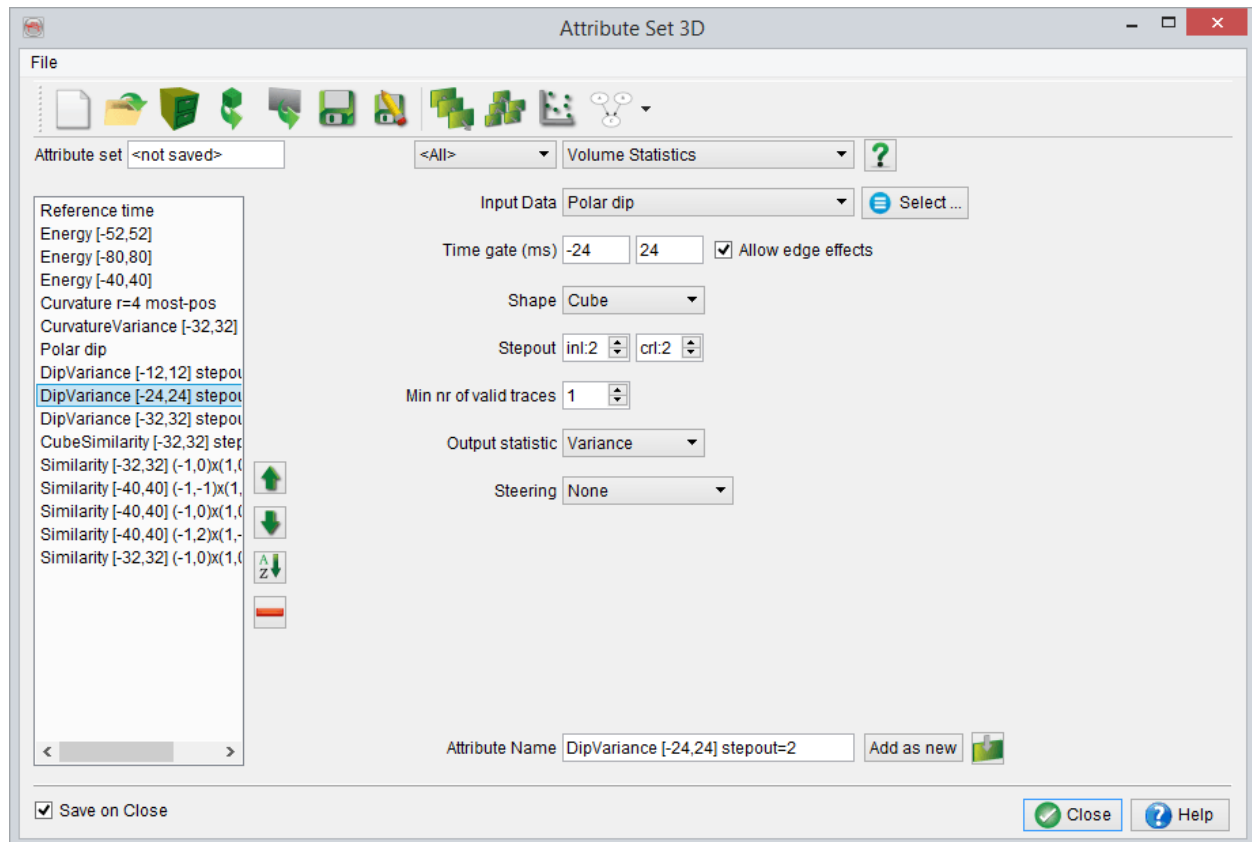 Attribute Set 3D
File
Attribute set <not saved>
<All> Volume Statistics ?
Input Data Polar dip Select ...
Time gate (ms) -24 24 Allow edge effects
Shape Cube
Stepout inl:2 crl:2
Min nr of valid traces 1
Output statistic Variance
Steering None
Reference time
Energy [-52,52]
Energy [-80,80]
Energy [-40,40]
Curvature r=4 most-pos
CurvatureVariance [-32,32]
Polar dip
DipVariance [-12,12] stepou
DipVariance [-24,24] stepou
DipVariance [-32,32] stepou
CubeSimilarity [-32,32] step
Similarity [-32,32] (-1,0)x(1,0
Similarity [-40,40] (-1,-1)x(1,
Similarity [-40,40] (-1,0)x(1,0
Similarity [-40,40] (-1,2)x(1,-
Similarity [-32,32] (-1,0)x(1,0
A
Z
Attribute Name DipVariance [-24,24] stepout=2 Add as new
Save on Close
Close ? Help